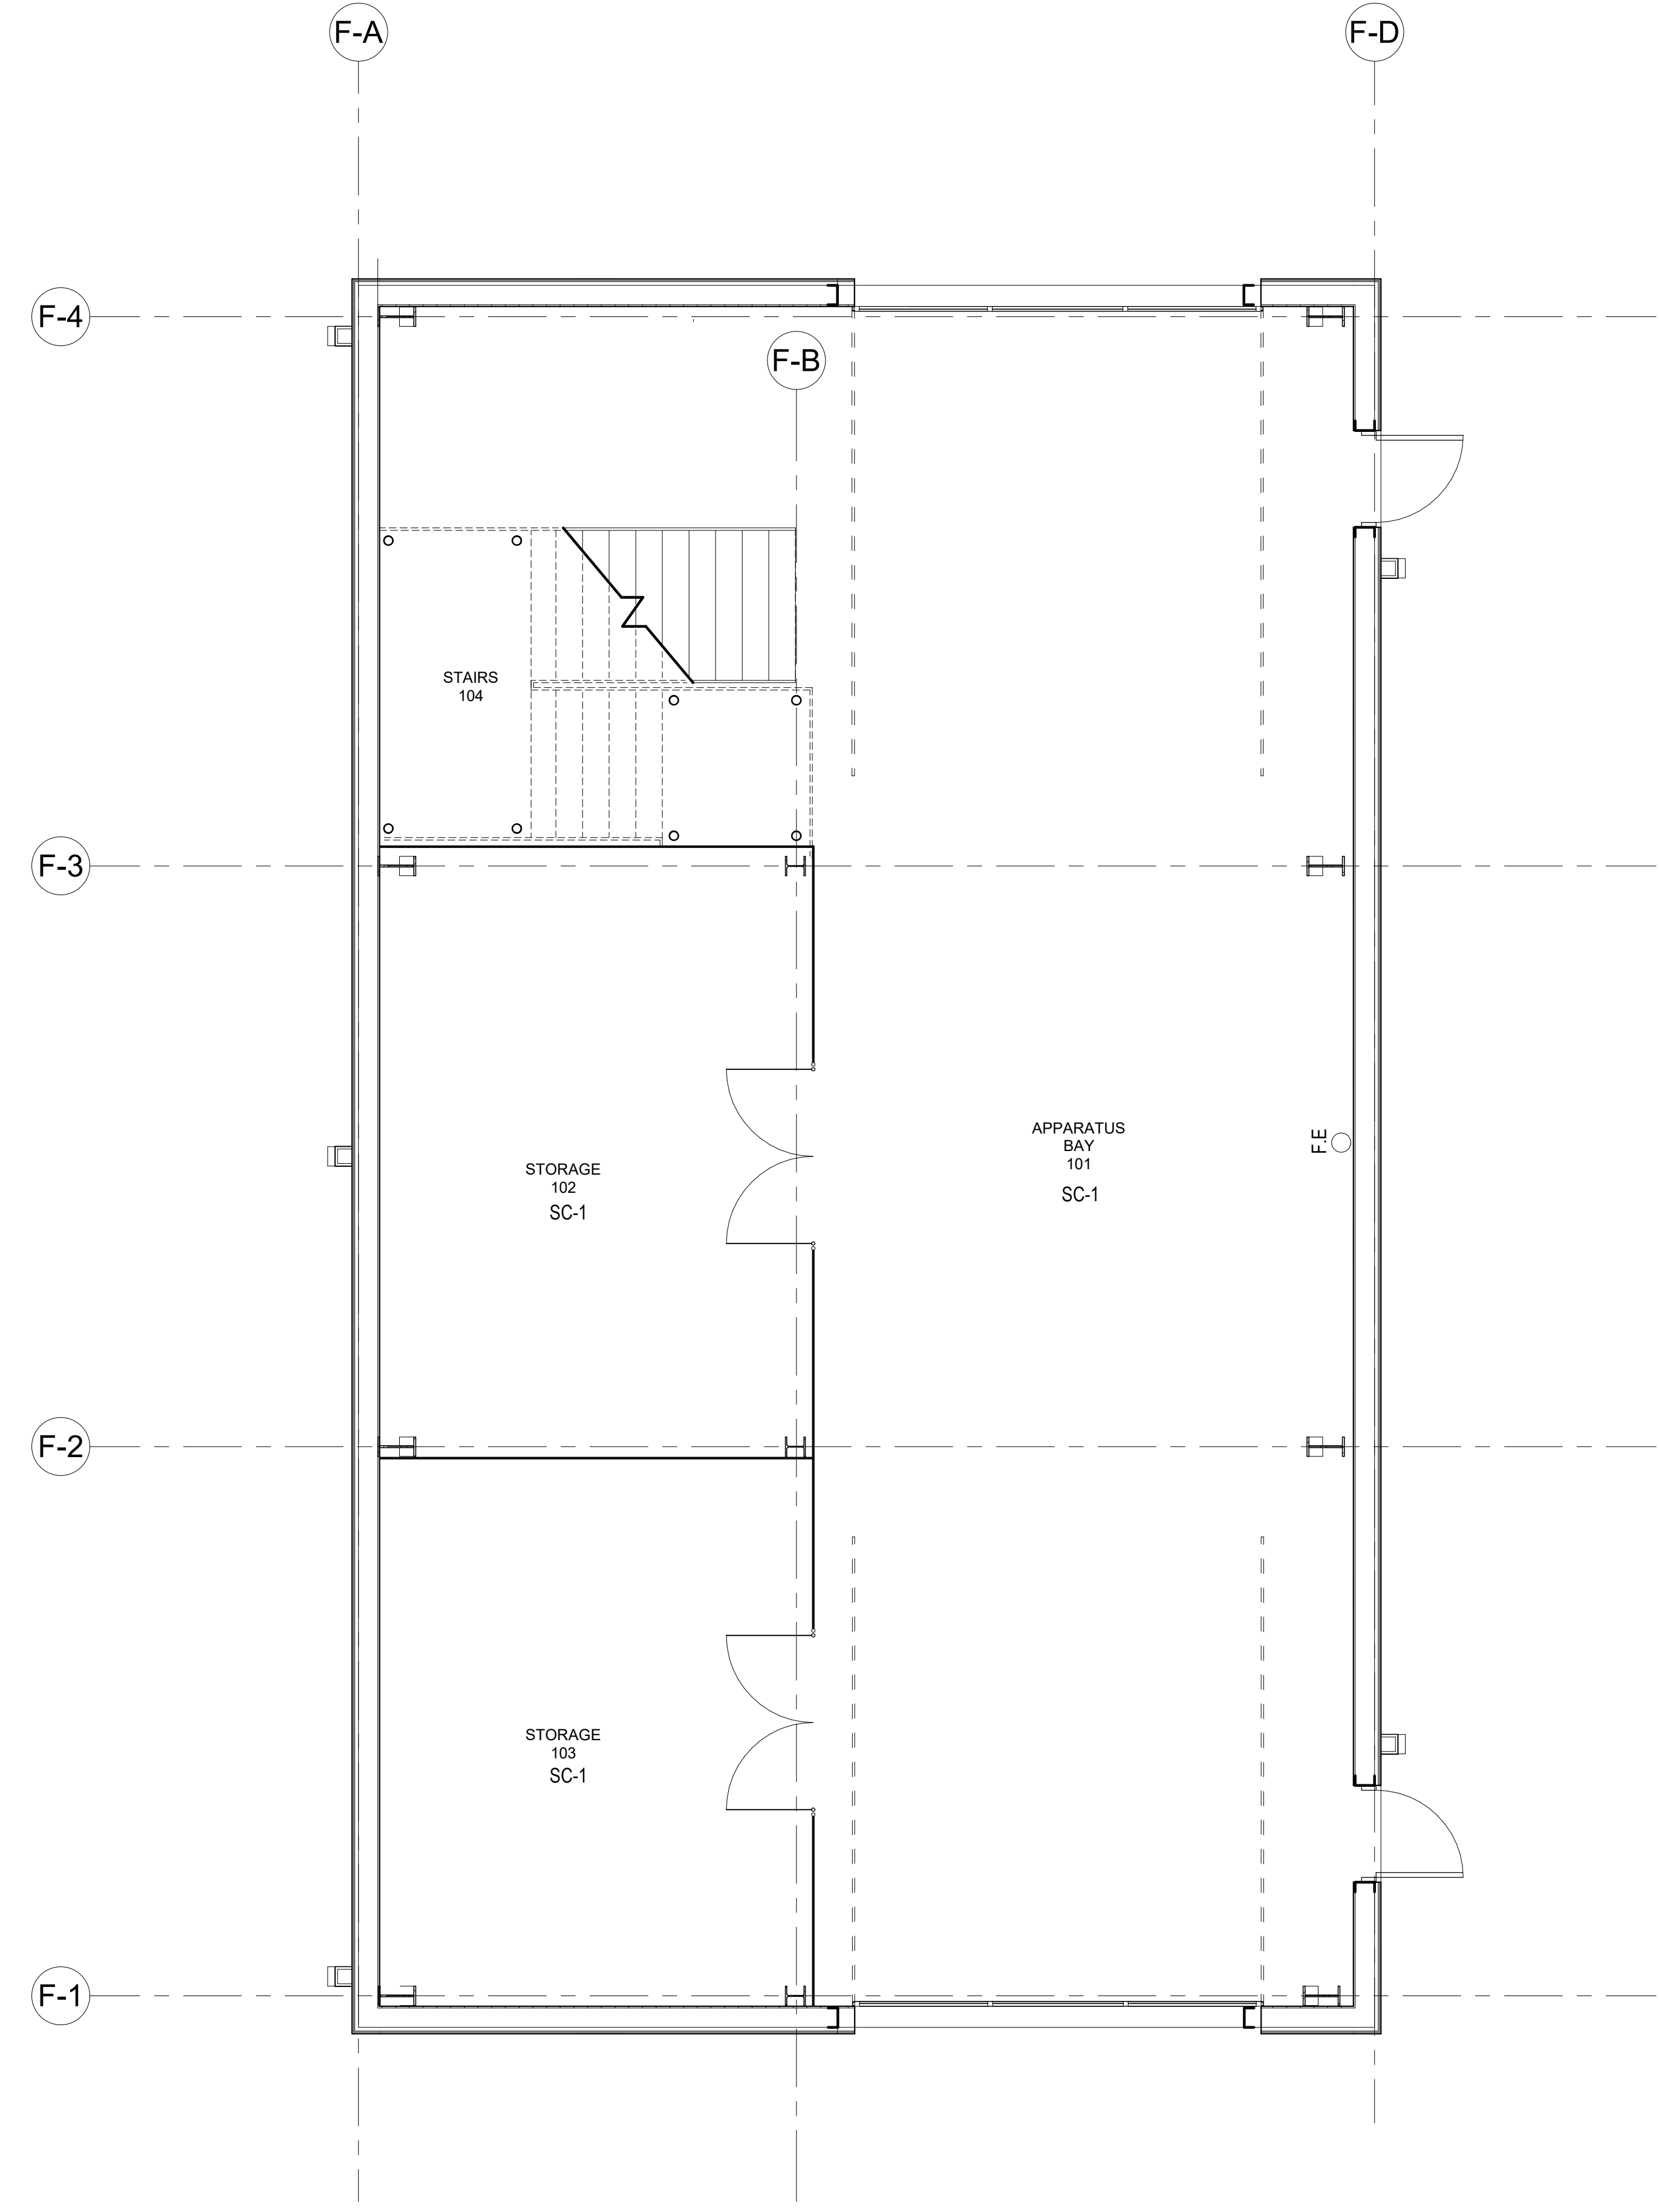 F-A
F-D
F-4
F-B
STAIRS
104
F-3
APPARATUS
BAY
101
SC-1
F.E
STORAGE
102
SC-1
F-2
STORAGE
103
SC-1
F-1